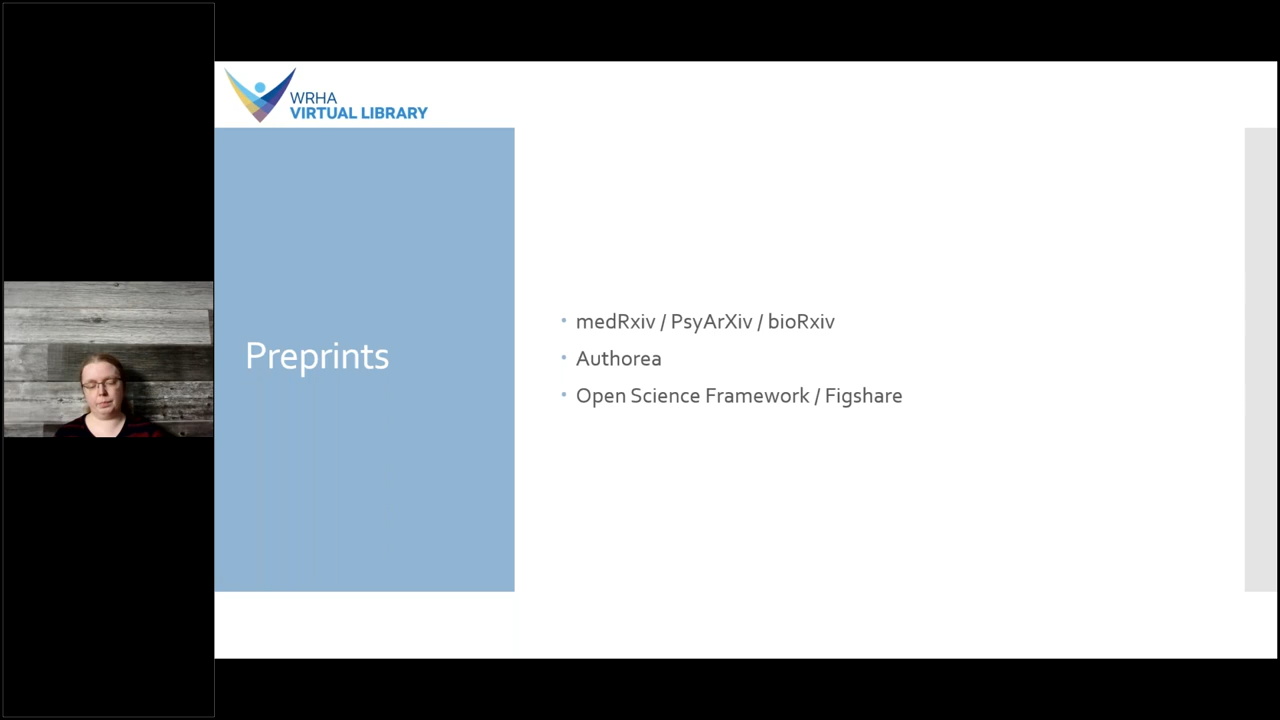 WRHA
VIRTUAL LIBRARY
Preprints
• medRxiv / PsyArXiv / bioRxiv
• Authorea
• Open Science Framework / Figshare